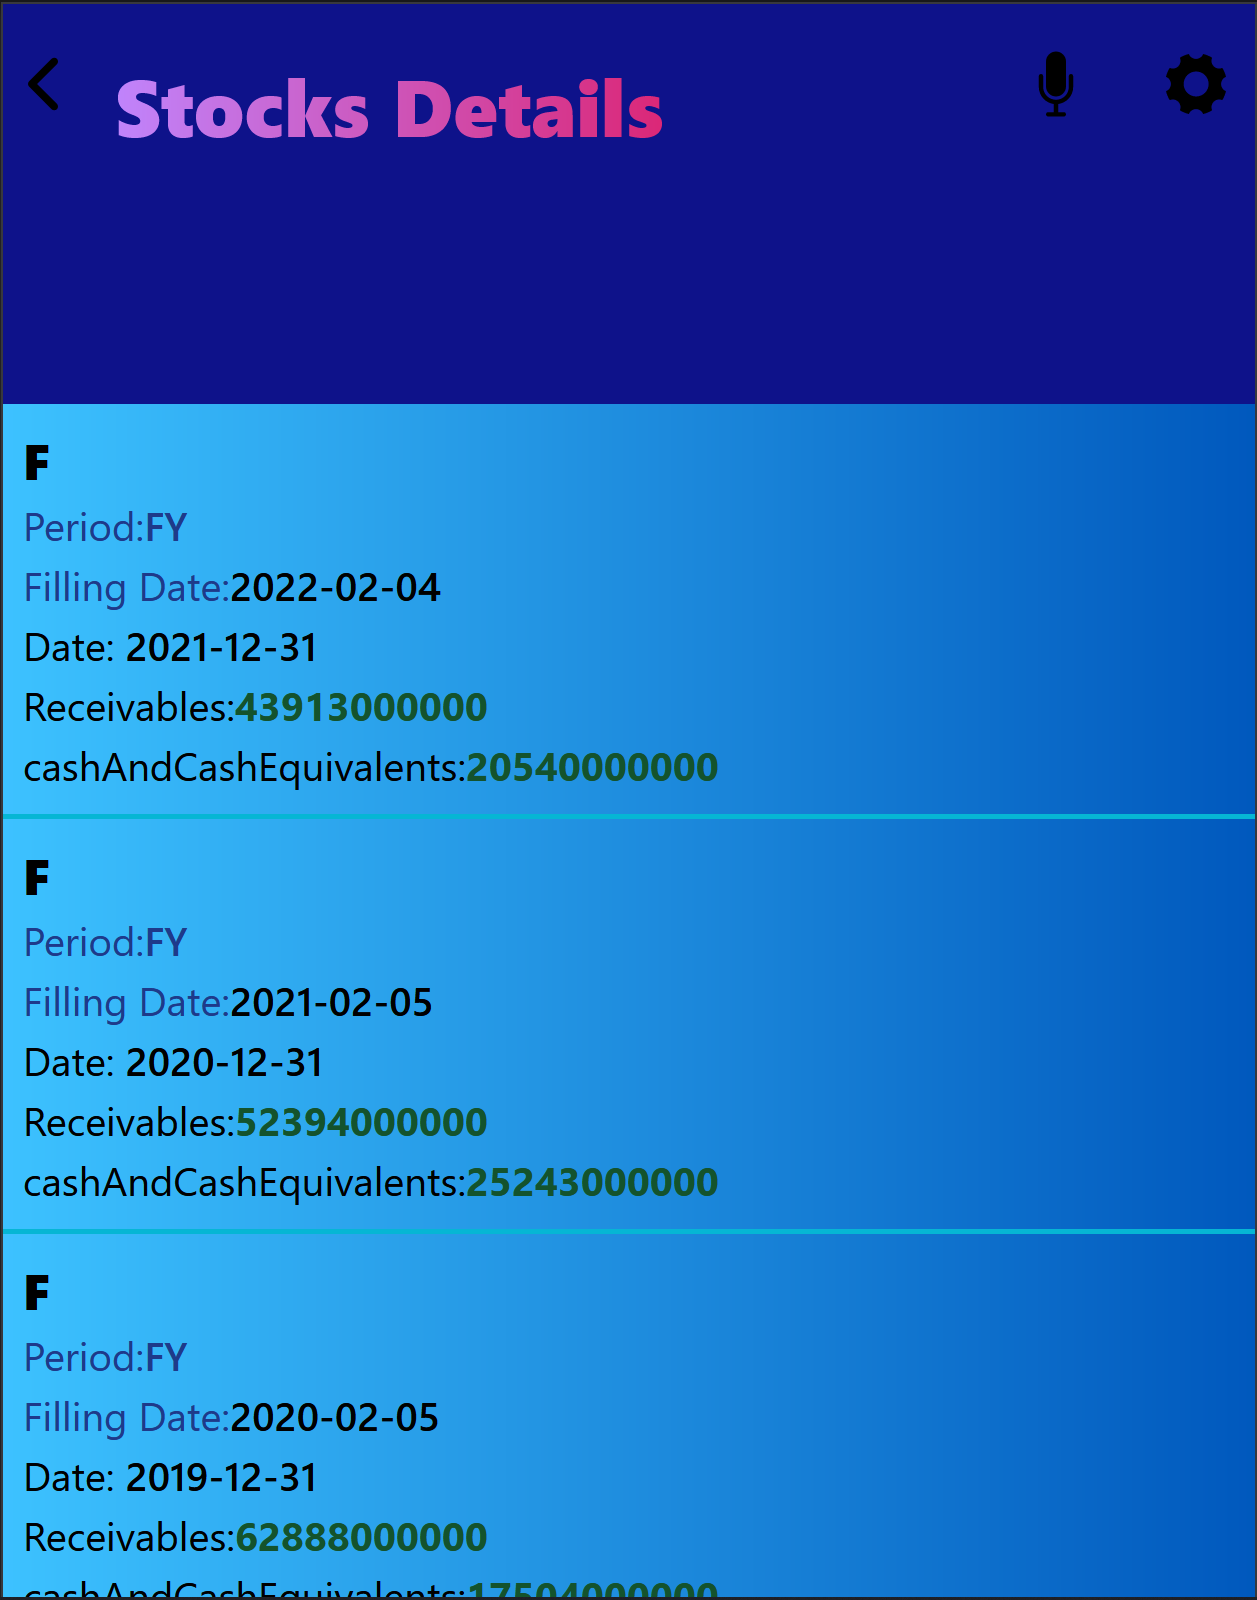 Stocks Details
F
Period:FY
Filling Date:2022-02-04
Date: 2021-12-31
Receivables:43913000000
cashAndCashEquivalents:20540000000
F
Period:FY
Filling Date:2021-02-05
Date: 2020-12-31
Receivables:52394000000
cashAndCashEquivalents:25243000000
F
Period:FY
Filling Date:2020-02-05
Date: 2019-12-31
Receivables:62888000000
cashAndCashEquivalents:17504000000